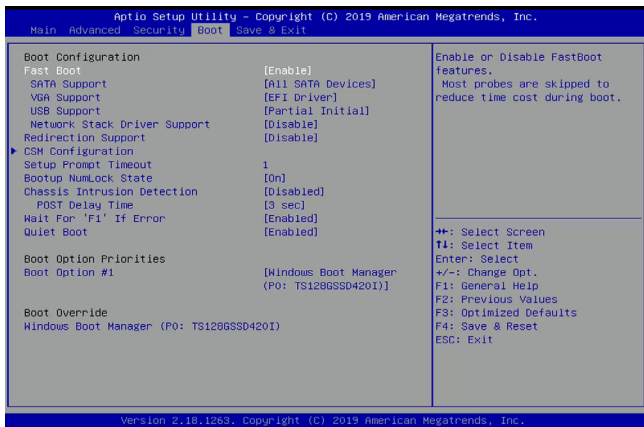 Aptio Setup Utility – Copyright (C) 2019 American Megatrends, Inc.
Main Advanced Security Boot Save & Exit
Boot Configuration
Fast Boot [Enable]
SATA Support [All SATA Devices]
VGA Support [EFI Driver]
USB Support [Partial Initial]
Network Stack Driver Support [Disable]
Redirection Support [Disable]
CSM Configuration
Setup Prompt Timeout 1
Bootup NumLock State [On]
Chassis Intrusion Detection [Disabled]
POST Delay Time [3 sec]
Wait For 'F1' If Error [Enabled]
Quiet Boot [Enabled]
Boot Option Priorities
Boot Option #1 [Windows Boot Manager
(P0: TS128GSSD420I)]
Boot Override
Windows Boot Manager (P0: TS128GSSD420I)
Enable or Disable FastBoot
features.
Most probes are skipped to
reduce time cost during boot.
→←: Select Screen
↑↓: Select Item
Enter: Select
+/-: Change Opt.
F1: General Help
F2: Previous Values
F3: Optimized Defaults
F4: Save & Reset
ESC: Exit
Version 2.18.1263. Copyright (C) 2019 American Megatrends, Inc.